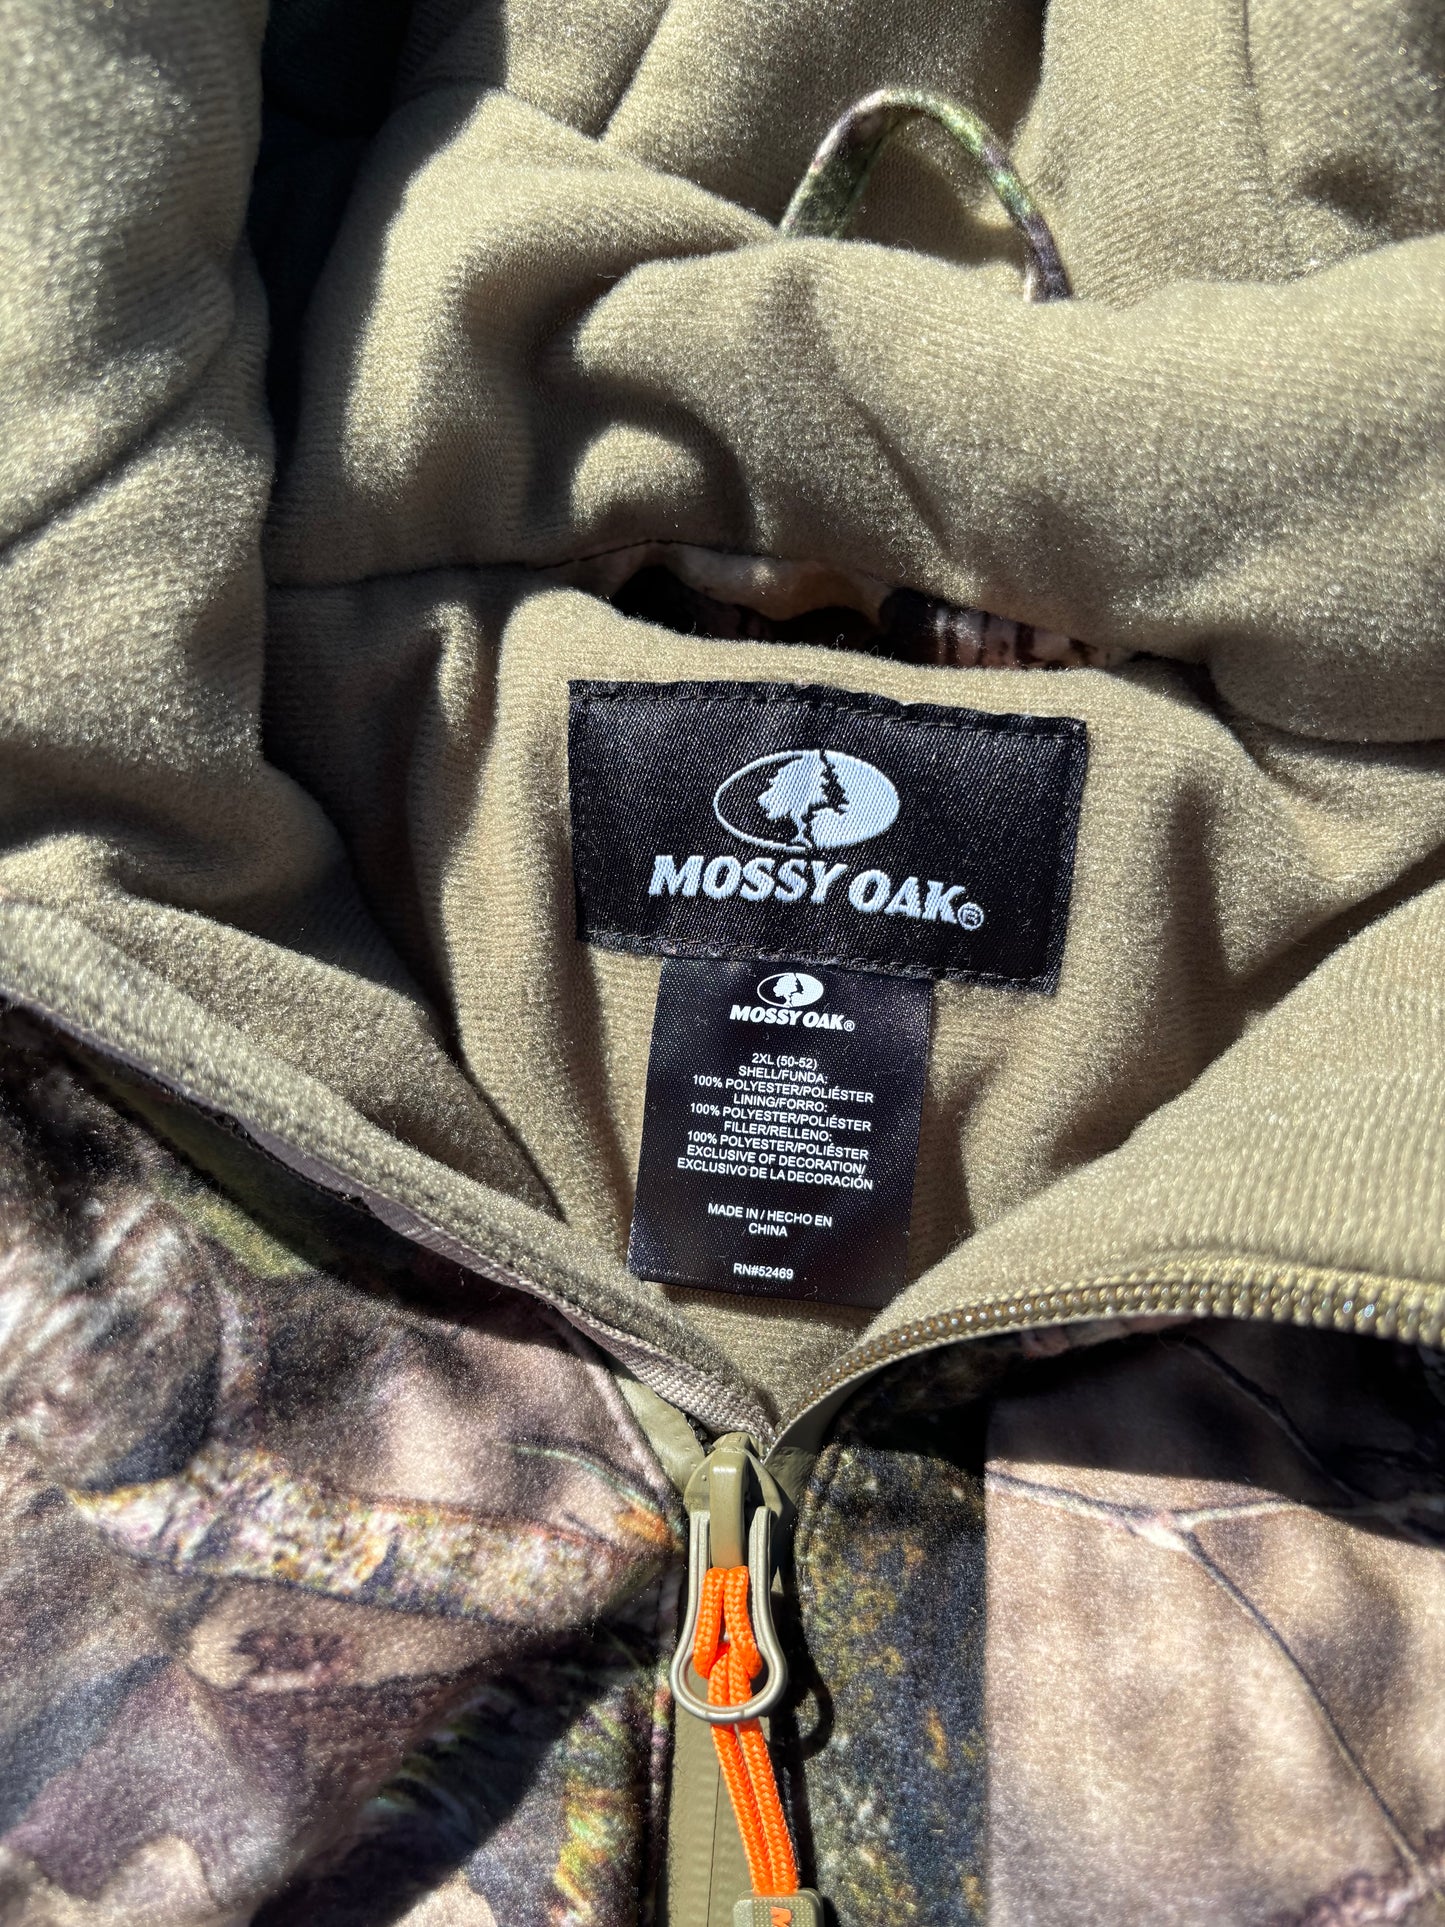 MOSSY OAK®
MOSSY OAK®
2XL (50-52)
SHELL/FUNDA:
100% POLYESTER/POLIÉSTER
LINING/FORRO:
100% POLYESTER/POLIÉSTER
FILLER/RELLENO:
100% POLYESTER/POLIÉSTER
EXCLUSIVE OF DECORATION/
EXCLUSIVO DE LA DECORACIÓN
MADE IN / HECHO EN
CHINA
RN#52469